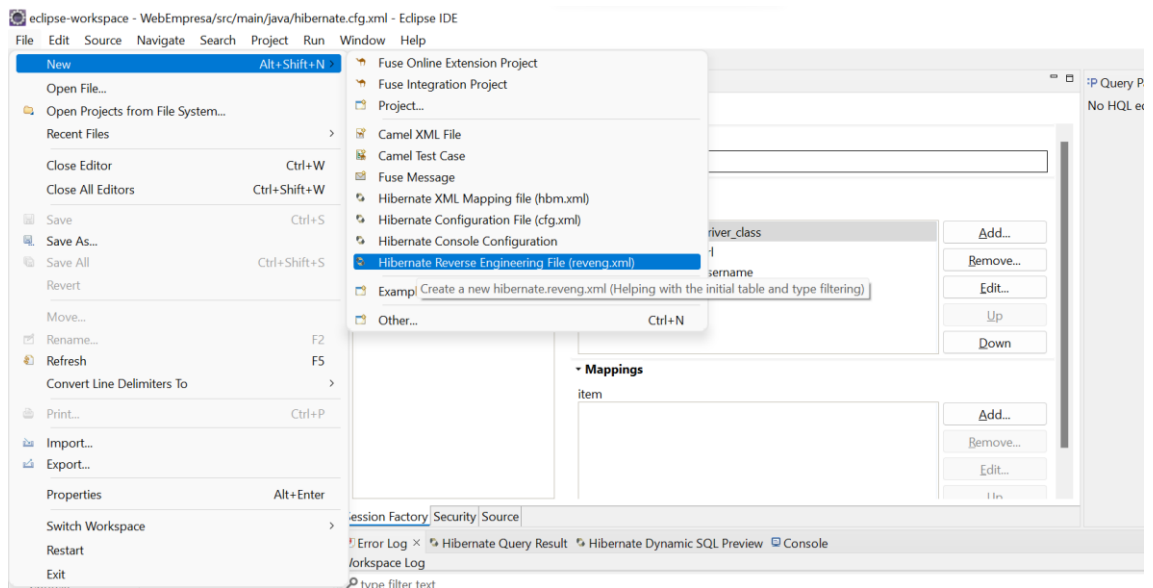 eclipse-workspace - WebEmpresa/src/main/java/hibernate.cfg.xml - Eclipse IDE
File Edit Source Navigate Search Project Run Window Help
New Alt+Shift+N >
Open File...
Open Projects from File System...
Recent Files >
Close Editor Ctrl+W
Close All Editors Ctrl+Shift+W
Save Ctrl+S
Save As...
Save All Ctrl+Shift+S
Revert
Move...
Rename... F2
Refresh F5
Convert Line Delimiters To >
Print... Ctrl+P
Import...
Export...
Properties Alt+Enter
Switch Workspace >
Restart
Exit
Fuse Online Extension Project
Fuse Integration Project
Project...
Camel XML File
Camel Test Case
Fuse Message
Hibernate XML Mapping file (hbm.xml)
Hibernate Configuration File (cfg.xml)
Hibernate Console Configuration
Hibernate Reverse Engineering File (reveng.xml)
Exampl
Create a new hibernate.reveng.xml (Helping with the initial table and type filtering)
Other... Ctrl+N
Query P
No HQL e
river_class
rl
sername
Add...
Remove...
Edit...
Up
Down
Mappings
item
Add...
Remove...
Edit...
Up
ession Factory Security Source
Error Log × Hibernate Query Result Hibernate Dynamic SQL Preview Console
Vorkspace Log
type filter text